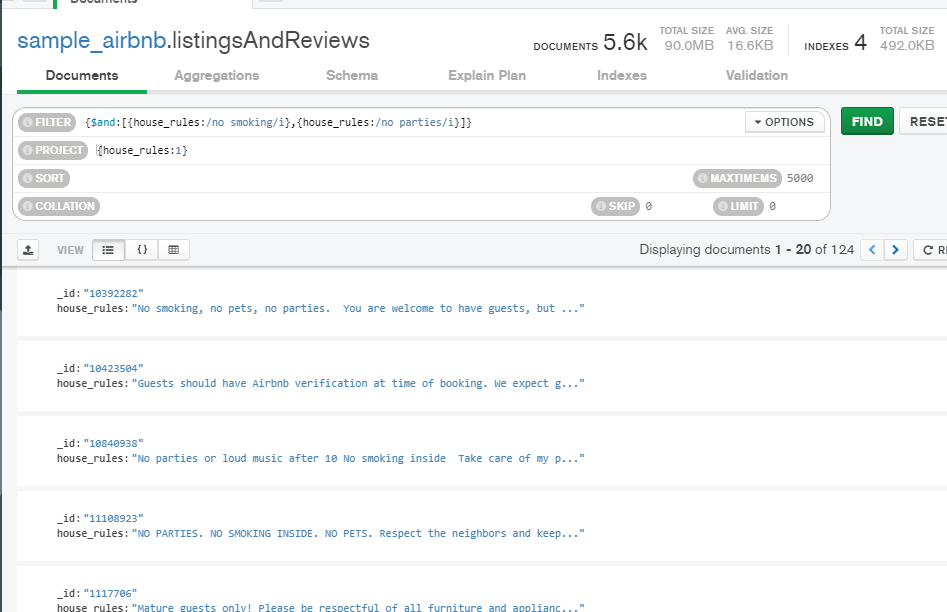 Documents
sample_airbnb.listingsAndReviews
DOCUMENTS 5.6k
TOTAL SIZE 90.0MB
AVG. SIZE 16.6KB
INDEXES 4
TOTAL SIZE 492.0KB
Documents Aggregations Schema Explain Plan Indexes Validation
FILTER {$and:[{house_rules:/no smoking/i},{house_rules:/no parties/i}]} OPTIONS FIND RESET
PROJECT {house_rules:1}
SORT MAXTIMEMS 5000
COLLATION SKIP 0 LIMIT 0
VIEW {} Displaying documents 1 - 20 of 124
_id:"10392282"
house_rules:"No smoking, no pets, no parties.  You are welcome to have guests, but ..."
_id:"10423504"
house_rules:"Guests should have Airbnb verification at time of booking. We expect g..."
_id:"10840938"
house_rules:"No parties or loud music after 10 No smoking inside  Take care of my p..."
_id:"11108923"
house_rules:"NO PARTIES. NO SMOKING INSIDE. NO PETS. Respect the neighbors and keep..."
_id:"1117706"
house_rules:"Mature guests only! Please be respectful of all furniture and applianc..."